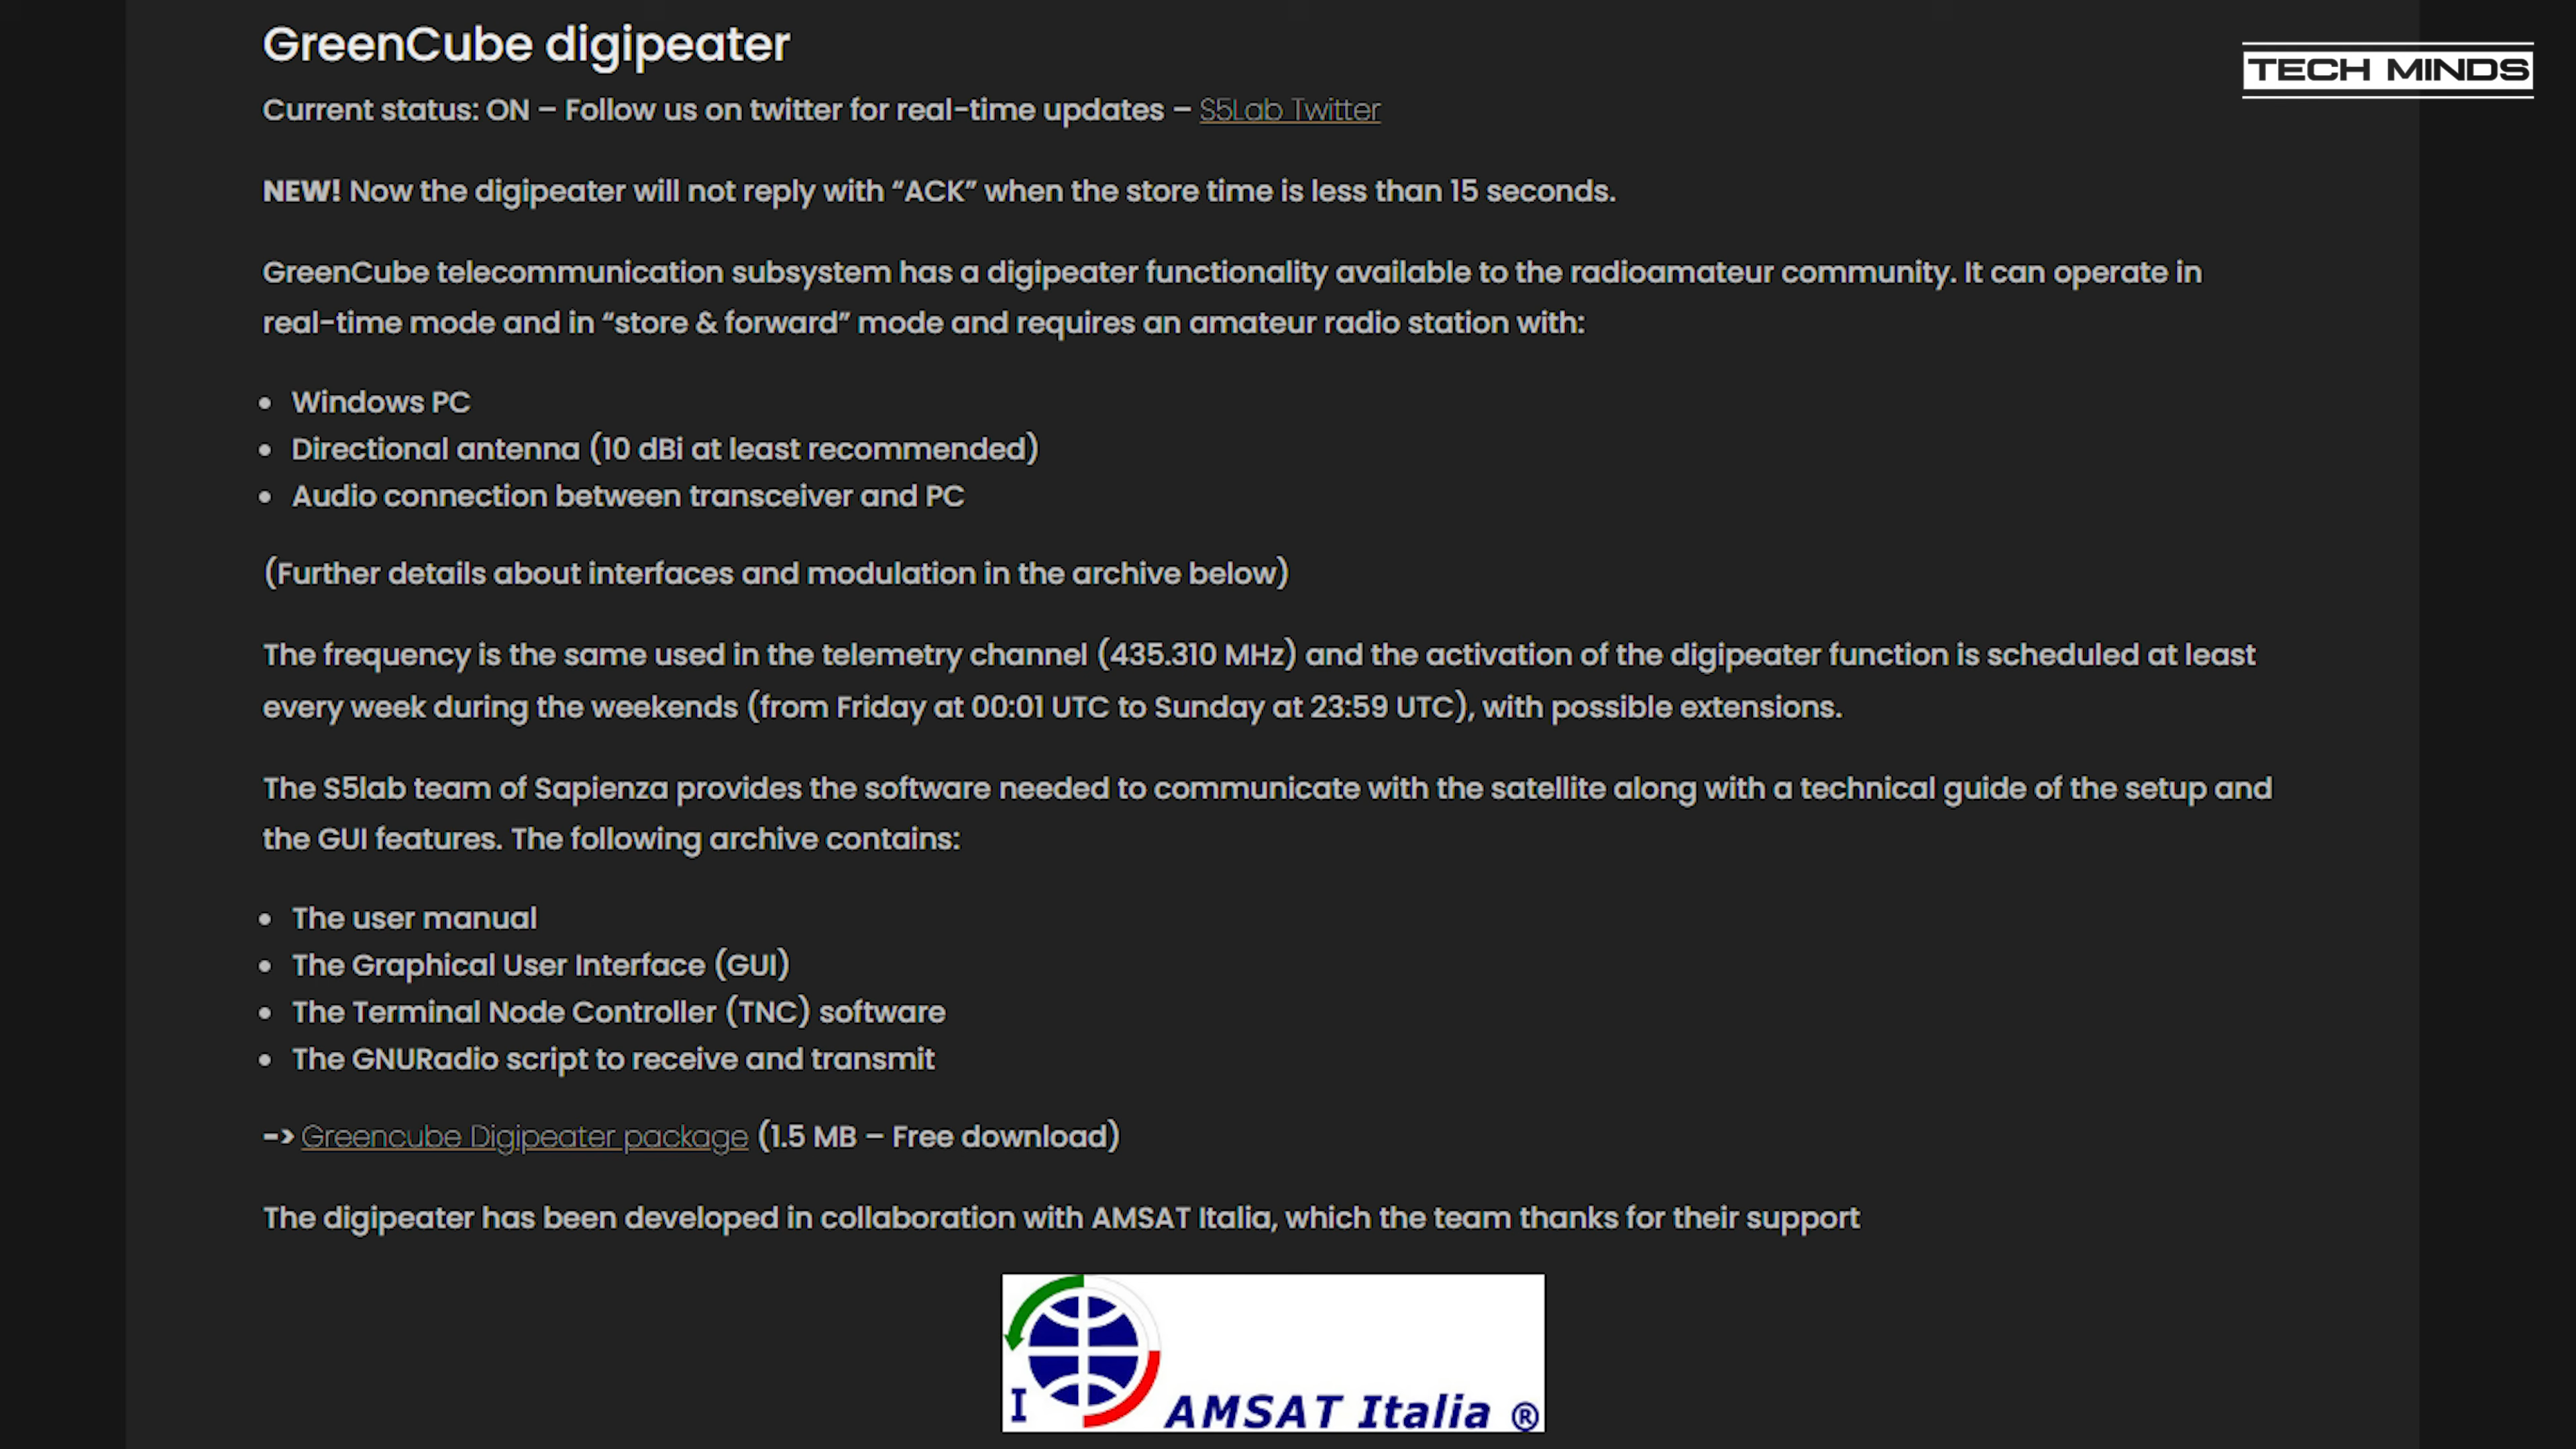 GreenCube digipeater
TECH MINDS
Current status: ON – Follow us on twitter for real-time updates – S5Lab Twitter
NEW! Now the digipeater will not reply with “ACK” when the store time is less than 15 seconds.
GreenCube telecommunication subsystem has a digipeater functionality available to the radioamateur community. It can operate in
real-time mode and in “store & forward” mode and requires an amateur radio station with:
• Windows PC
• Directional antenna (10 dBi at least recommended)
• Audio connection between transceiver and PC
(Further details about interfaces and modulation in the archive below)
The frequency is the same used in the telemetry channel (435.310 MHz) and the activation of the digipeater function is scheduled at least
every week during the weekends (from Friday at 00:01 UTC to Sunday at 23:59 UTC), with possible extensions.
The S5lab team of Sapienza provides the software needed to communicate with the satellite along with a technical guide of the setup and
the GUI features. The following archive contains:
• The user manual
• The Graphical User Interface (GUI)
• The Terminal Node Controller (TNC) software
• The GNURadio script to receive and transmit
-> Greencube Digipeater package (1.5 MB – Free download)
The digipeater has been developed in collaboration with AMSAT Italia, which the team thanks for their support
I AMSAT Italia ®